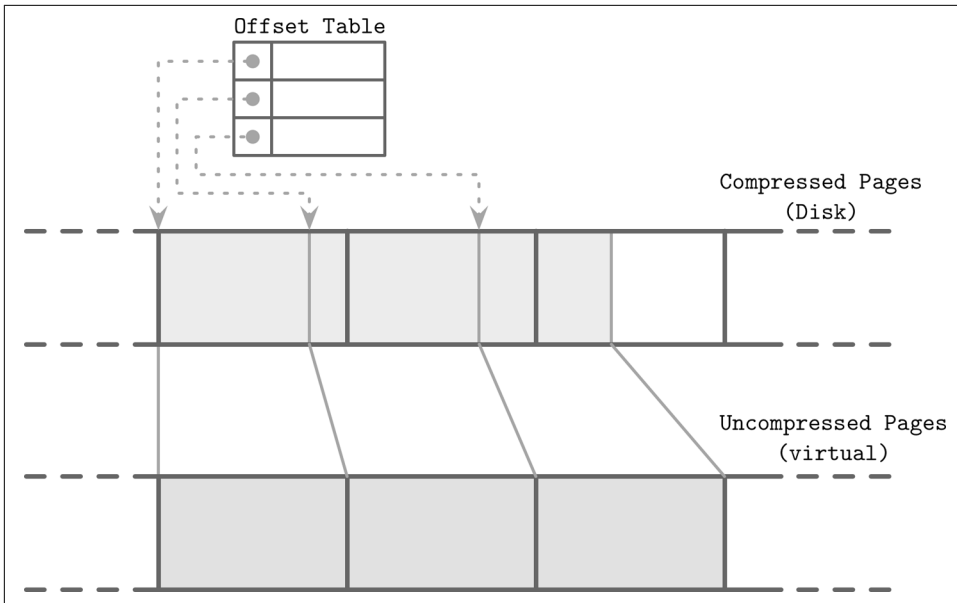 Offset Table
Compressed Pages
(Disk)
Uncompressed Pages
(virtual)